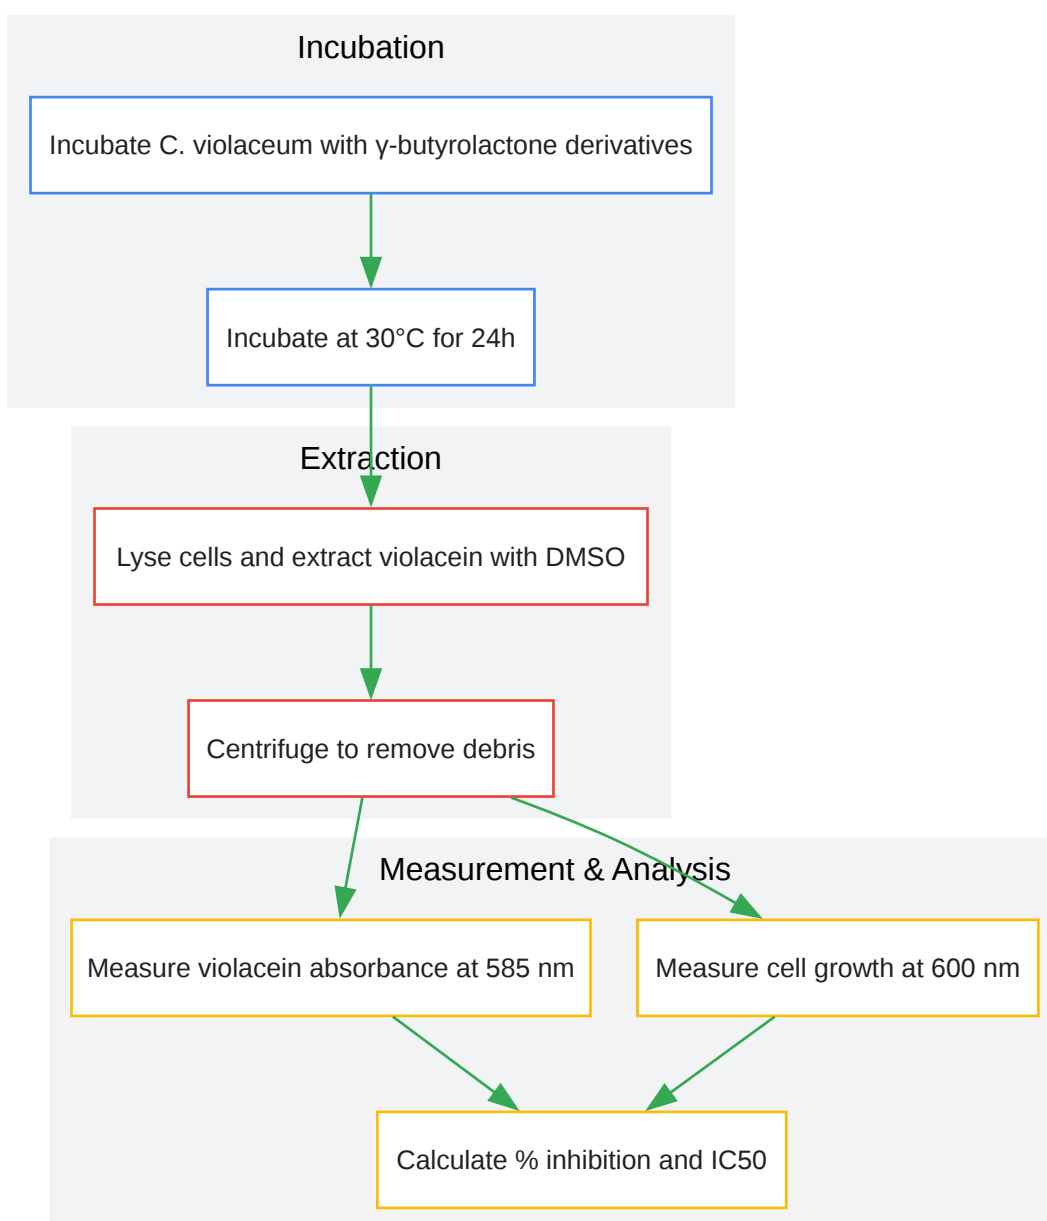 Incubation
Incubate C. violaceum with γ-butyrolactone derivatives
Incubate at 30°C for 24h
Extraction
Lyse cells and extract violacein with DMSO
Centrifuge to remove debris
Measurement & Analysis
Measure violacein absorbance at 585 nm
Measure cell growth at 600 nm
Calculate % inhibition and IC50